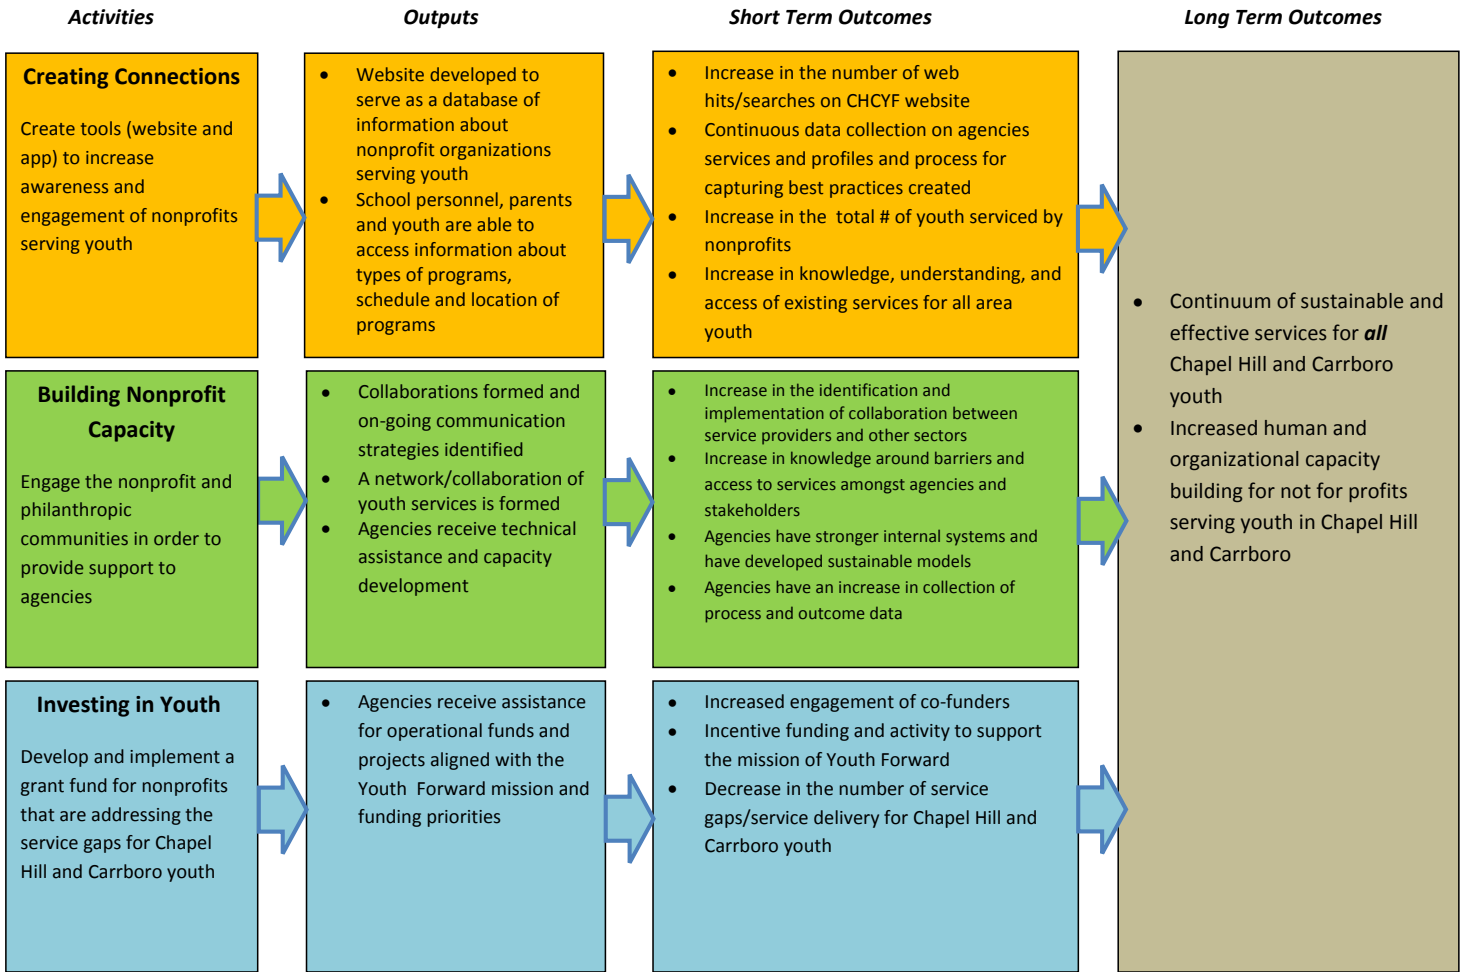 Activities
Outputs
Short Term Outcomes
Long Term Outcomes
Creating Connections
Create tools (website and
app) to increase
awareness and
engagement of nonprofits
serving youth
• Website developed to
serve as a database of
information about
nonprofit organizations
serving youth
• School personnel, parents
and youth are able to
access information about
types of programs,
schedule and location of
programs
• Increase in the number of web
hits/searches on CHCYF website
• Continuous data collection on agencies
services and profiles and process for
capturing best practices created
• Increase in the total # of youth serviced by
nonprofits
• Increase in knowledge, understanding, and
access of existing services for all area
youth
Building Nonprofit
Capacity
Engage the nonprofit and
philanthropic
communities in order to
provide support to
agencies
• Collaborations formed and
on-going communication
strategies identified
• A network/collaboration of
youth services is formed
• Agencies receive technical
assistance and capacity
development
• Increase in the identification and
implementation of collaboration between
service providers and other sectors
• Increase in knowledge around barriers and
access to services amongst agencies and
stakeholders
• Agencies have stronger internal systems and
have developed sustainable models
• Agencies have an increase in collection of
process and outcome data
Investing in Youth
Develop and implement a
grant fund for nonprofits
that are addressing the
service gaps for Chapel
Hill and Carrboro youth
• Agencies receive assistance
for operational funds and
projects aligned with the
Youth Forward mission and
funding priorities
• Increased engagement of co-funders
• Incentive funding and activity to support
the mission of Youth Forward
• Decrease in the number of service
gaps/service delivery for Chapel Hill and
Carrboro youth
• Continuum of sustainable and
effective services for all
Chapel Hill and Carrboro
youth
• Increased human and
organizational capacity
building for not for profits
serving youth in Chapel Hill
and Carrboro